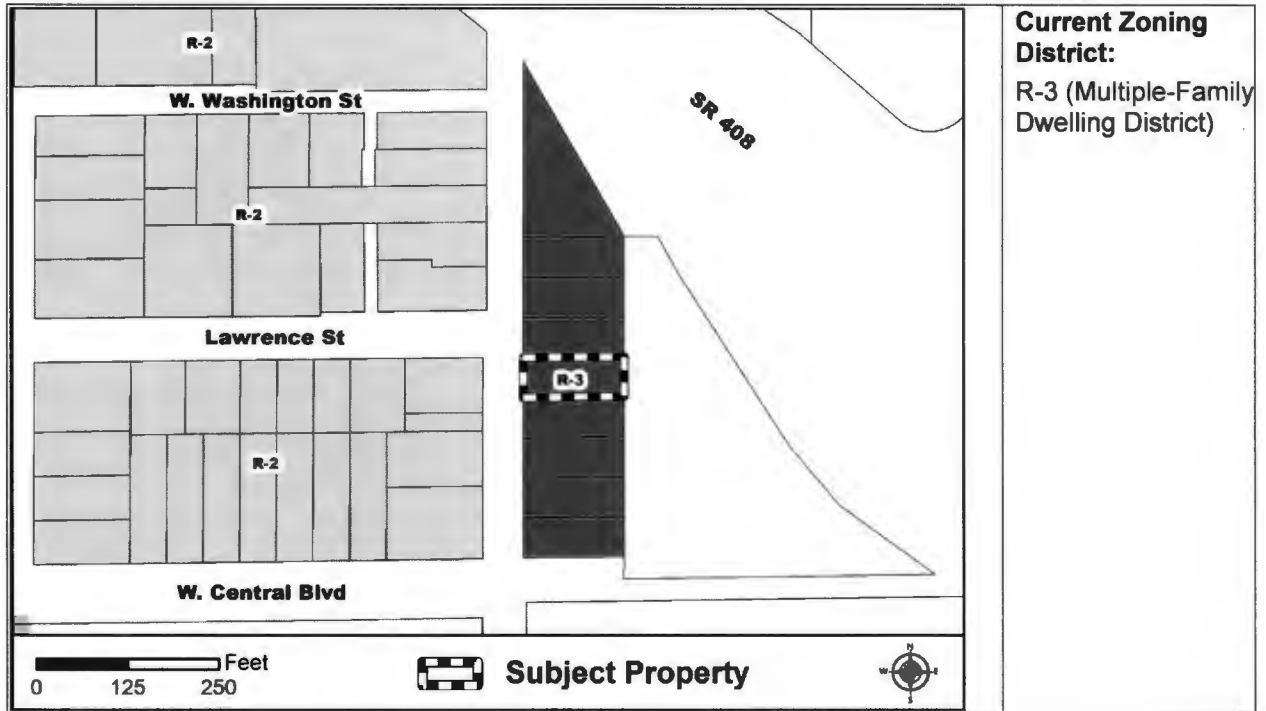 R-2
W. Washington St
SR 408
R-2
Lawrence St
R-3
R-2
W. Central Blvd
Feet
0 125 250
Subject Property
N
W E
S
Current Zoning
District:
R-3 (Multiple-Family
Dwelling District)